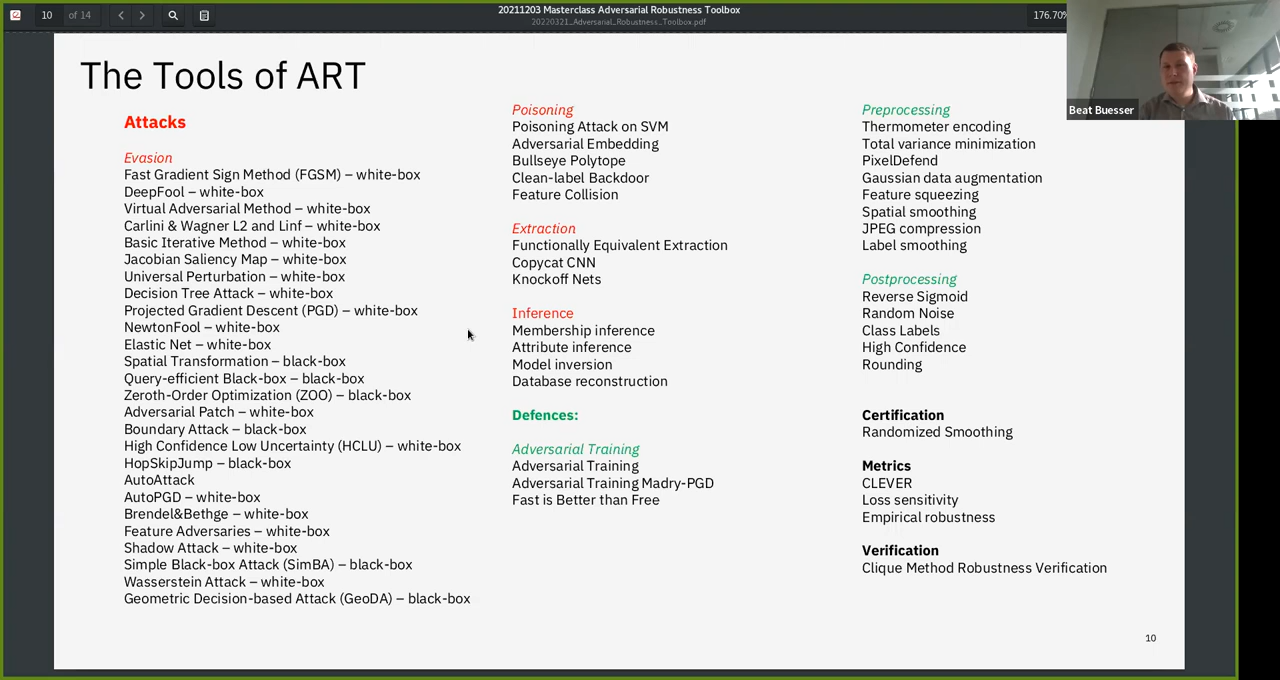 10 of 14
20211203 Masterclass Adversarial Robustness Toolbox
20220321_Adversarial_Robustness_Toolbox.pdf
176.70%
Beat Buesser
The Tools of ART
Attacks
Evasion
Fast Gradient Sign Method (FGSM) – white-box
DeepFool – white-box
Virtual Adversarial Method – white-box
Carlini & Wagner L2 and Linf – white-box
Basic Iterative Method – white-box
Jacobian Saliency Map – white-box
Universal Perturbation – white-box
Decision Tree Attack – white-box
Projected Gradient Descent (PGD) – white-box
NewtonFool – white-box
Elastic Net – white-box
Spatial Transformation – black-box
Query-efficient Black-box – black-box
Zeroth-Order Optimization (ZOO) – black-box
Adversarial Patch – white-box
Boundary Attack – black-box
High Confidence Low Uncertainty (HCLU) – white-box
HopSkipJump – black-box
AutoAttack
AutoPGD – white-box
Brendel&Bethge – white-box
Feature Adversaries – white-box
Shadow Attack – white-box
Simple Black-box Attack (SimBA) – black-box
Wasserstein Attack – white-box
Geometric Decision-based Attack (GeoDA) – black-box
Poisoning
Poisoning Attack on SVM
Adversarial Embedding
Bullseye Polytope
Clean-label Backdoor
Feature Collision
Extraction
Functionally Equivalent Extraction
Copycat CNN
Knockoff Nets
Inference
Membership inference
Attribute inference
Model inversion
Database reconstruction
Defences:
Adversarial Training
Adversarial Training
Adversarial Training Madry-PGD
Fast is Better than Free
Preprocessing
Thermometer encoding
Total variance minimization
PixelDefend
Gaussian data augmentation
Feature squeezing
Spatial smoothing
JPEG compression
Label smoothing
Postprocessing
Reverse Sigmoid
Random Noise
Class Labels
High Confidence
Rounding
Certification
Randomized Smoothing
Metrics
CLEVER
Loss sensitivity
Empirical robustness
Verification
Clique Method Robustness Verification
10